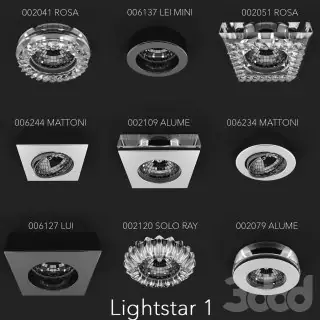 002041 ROSA
006137 LEI MINI
002051 ROSA
006244 MATTONI
002109 ALUME
006234 MATTONI
006127 LUI
002120 SOLO RAY
002079 ALUME
Lightstar 1
3ddd